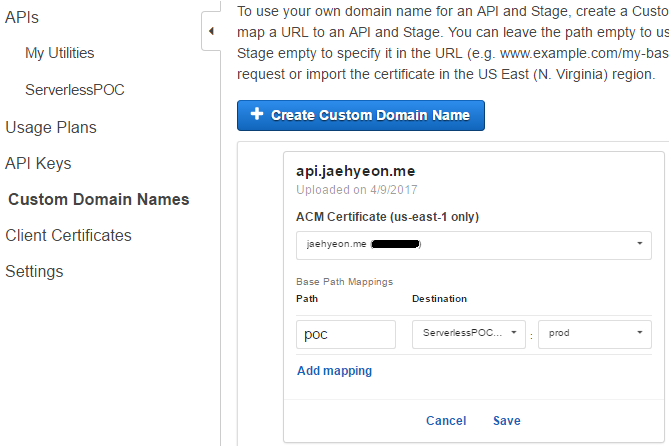 APIs
My Utilities
ServerlessPOC
Usage Plans
API Keys
Custom Domain Names
Client Certificates
Settings
To use your own domain name for an API and Stage, create a Custo
map a URL to an API and Stage. You can leave the path empty to us
Stage empty to specify it in the URL (e.g. www.example.com/my-bas
request or import the certificate in the US East (N. Virginia) region.
+ Create Custom Domain Name
api.jaehyeon.me
Uploaded on 4/9/2017
ACM Certificate (us-east-1 only)
jaehyeon.me ( )
Base Path Mappings
Path Destination
poc ServerlessPOC... : prod
Add mapping
Cancel Save